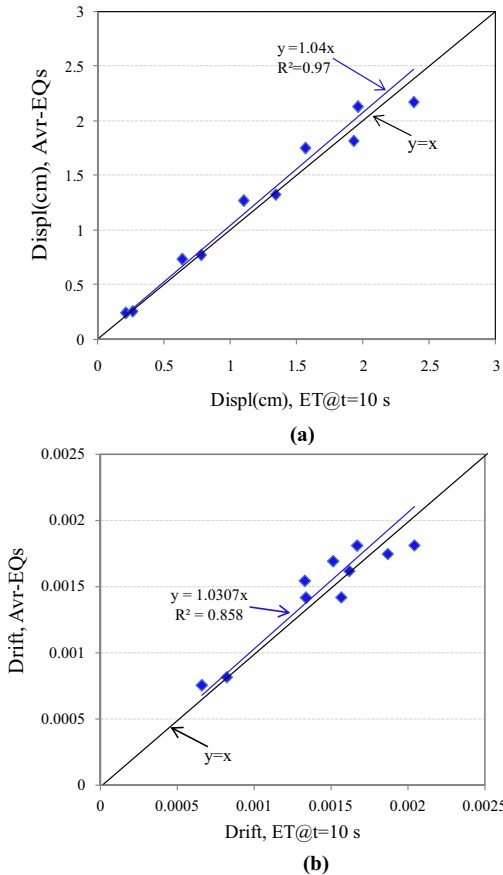 3
2.5
2
1.5
1
0.5
0
Displ(cm), Avr-EQs
y =1.04x
R²=0.97
y=x
0 0.5 1 1.5 2 2.5 3
Displ(cm), ET@t=10 s
(a)
0.0025
0.002
0.0015
0.001
0.0005
0
Drift, Avr-EQs
y = 1.0307x
R² = 0.858
y=x
0 0.0005 0.001 0.0015 0.002 0.0025
Drift, ET@t=10 s
(b)